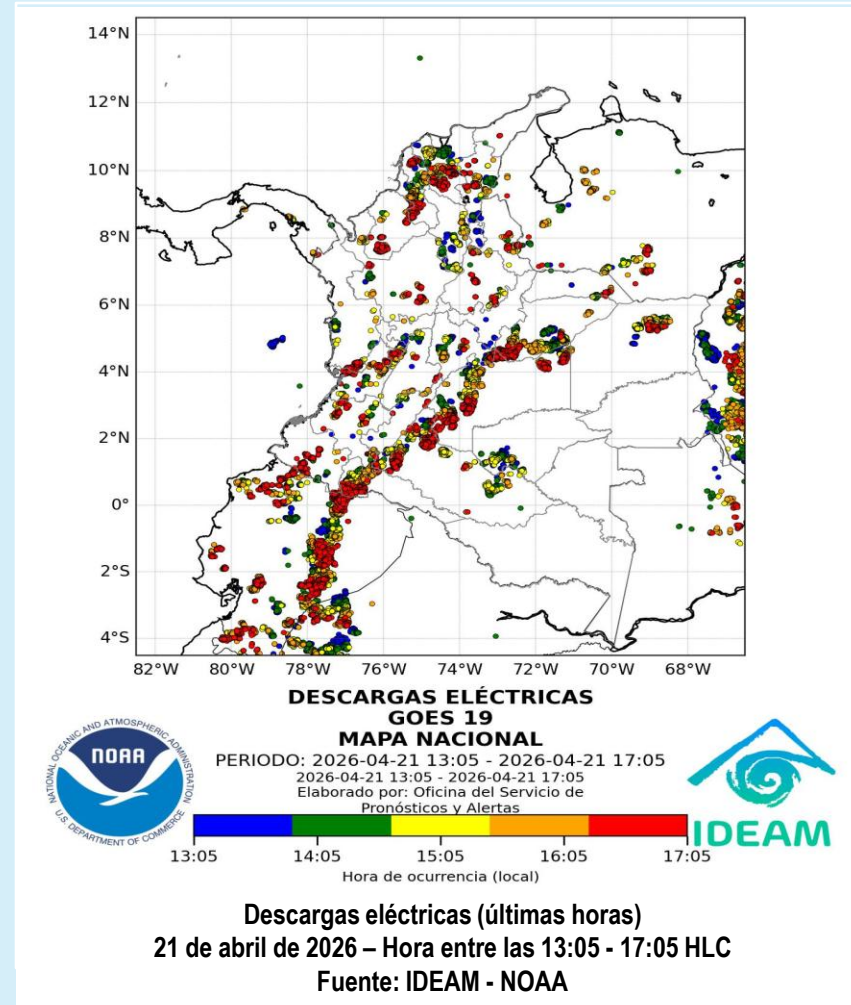 14°N
12°N
10°N
8°N
6°N
4°N
2°N
0°
2°S
4°S
82°W 80°W 78°W 76°W 74°W 72°W 70°W 68°W
DESCARGAS ELÉCTRICAS
GOES 19
MAPA NACIONAL
PERIODO: 2026-04-21 13:05 - 2026-04-21 17:05
2026-04-21 13:05 - 2026-04-21 17:05
Elaborado por: Oficina del Servicio de
Pronósticos y Alertas
NATIONAL OCEANIC AND ATMOSPHERIC ADMINISTRATION
NOAA
U.S. DEPARTMENT OF COMMERCE
IDEAM
13:05 14:05 15:05 16:05 17:05
Hora de ocurrencia (local)
Descargas eléctricas (últimas horas)
21 de abril de 2026 – Hora entre las 13:05 - 17:05 HLC
Fuente: IDEAM - NOAA